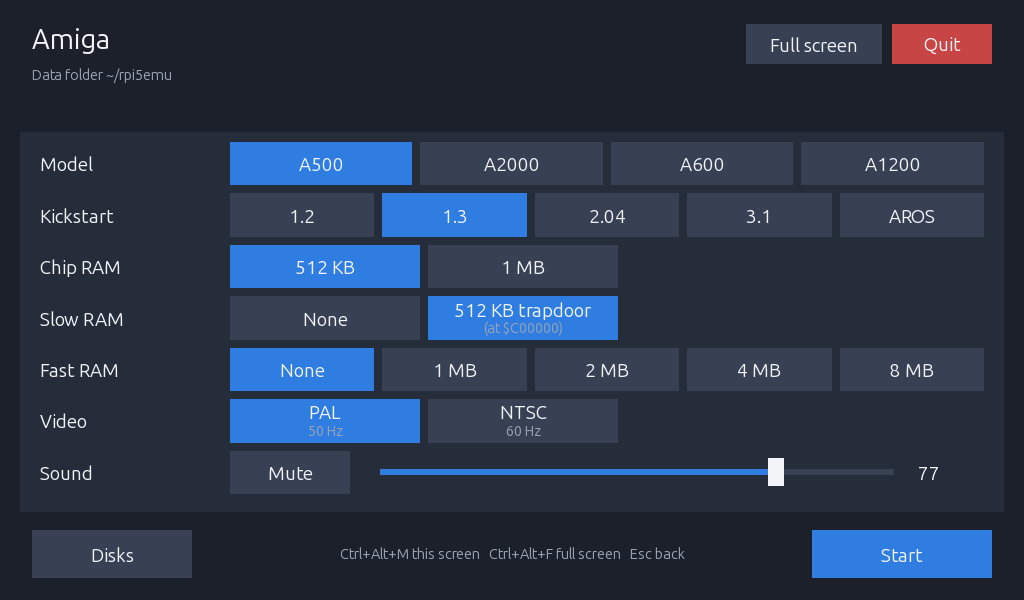 Amiga
Full screen
Quit
Data folder ~/rpi5emu
Model A500 A2000 A600 A1200
Kickstart 1.2 1.3 2.04 3.1 AROS
Chip RAM 512 KB 1 MB
Slow RAM None 512 KB trapdoor
(at $C00000)
Fast RAM None 1 MB 2 MB 4 MB 8 MB
Video PAL NTSC
50 Hz 60 Hz
Sound Mute 77
Disks Ctrl+Alt+M this screen Ctrl+Alt+F full screen Esc back Start